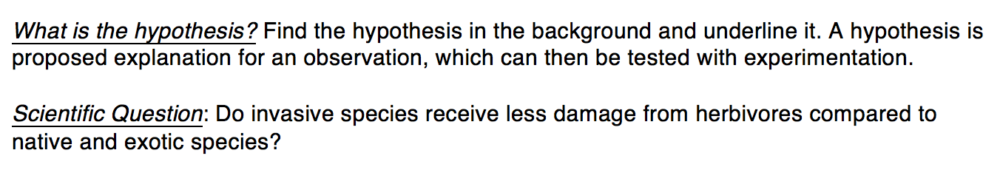 What is the hypothesis? Find the hypothesis in the background and underline it. A hypothesis is
proposed explanation for an observation, which can then be tested with experimentation.
Scientific Question: Do invasive species receive less damage from herbivores compared to
native and exotic species?